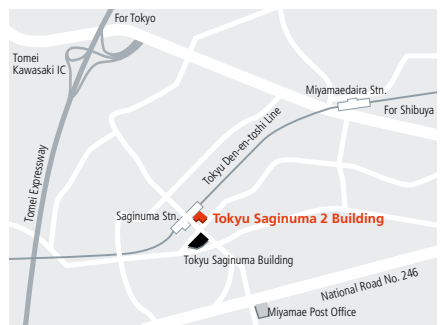 For Tokyo
Tomei
Kawasaki IC
Miyamaedaira Stn.
For Shibuya
Tokyu Den-en-toshi Line
Tomei Expressway
Saginuma Stn.
Tokyu Saginuma 2 Building
Tokyu Saginuma Building
National Road No. 246
Miyamae Post Office